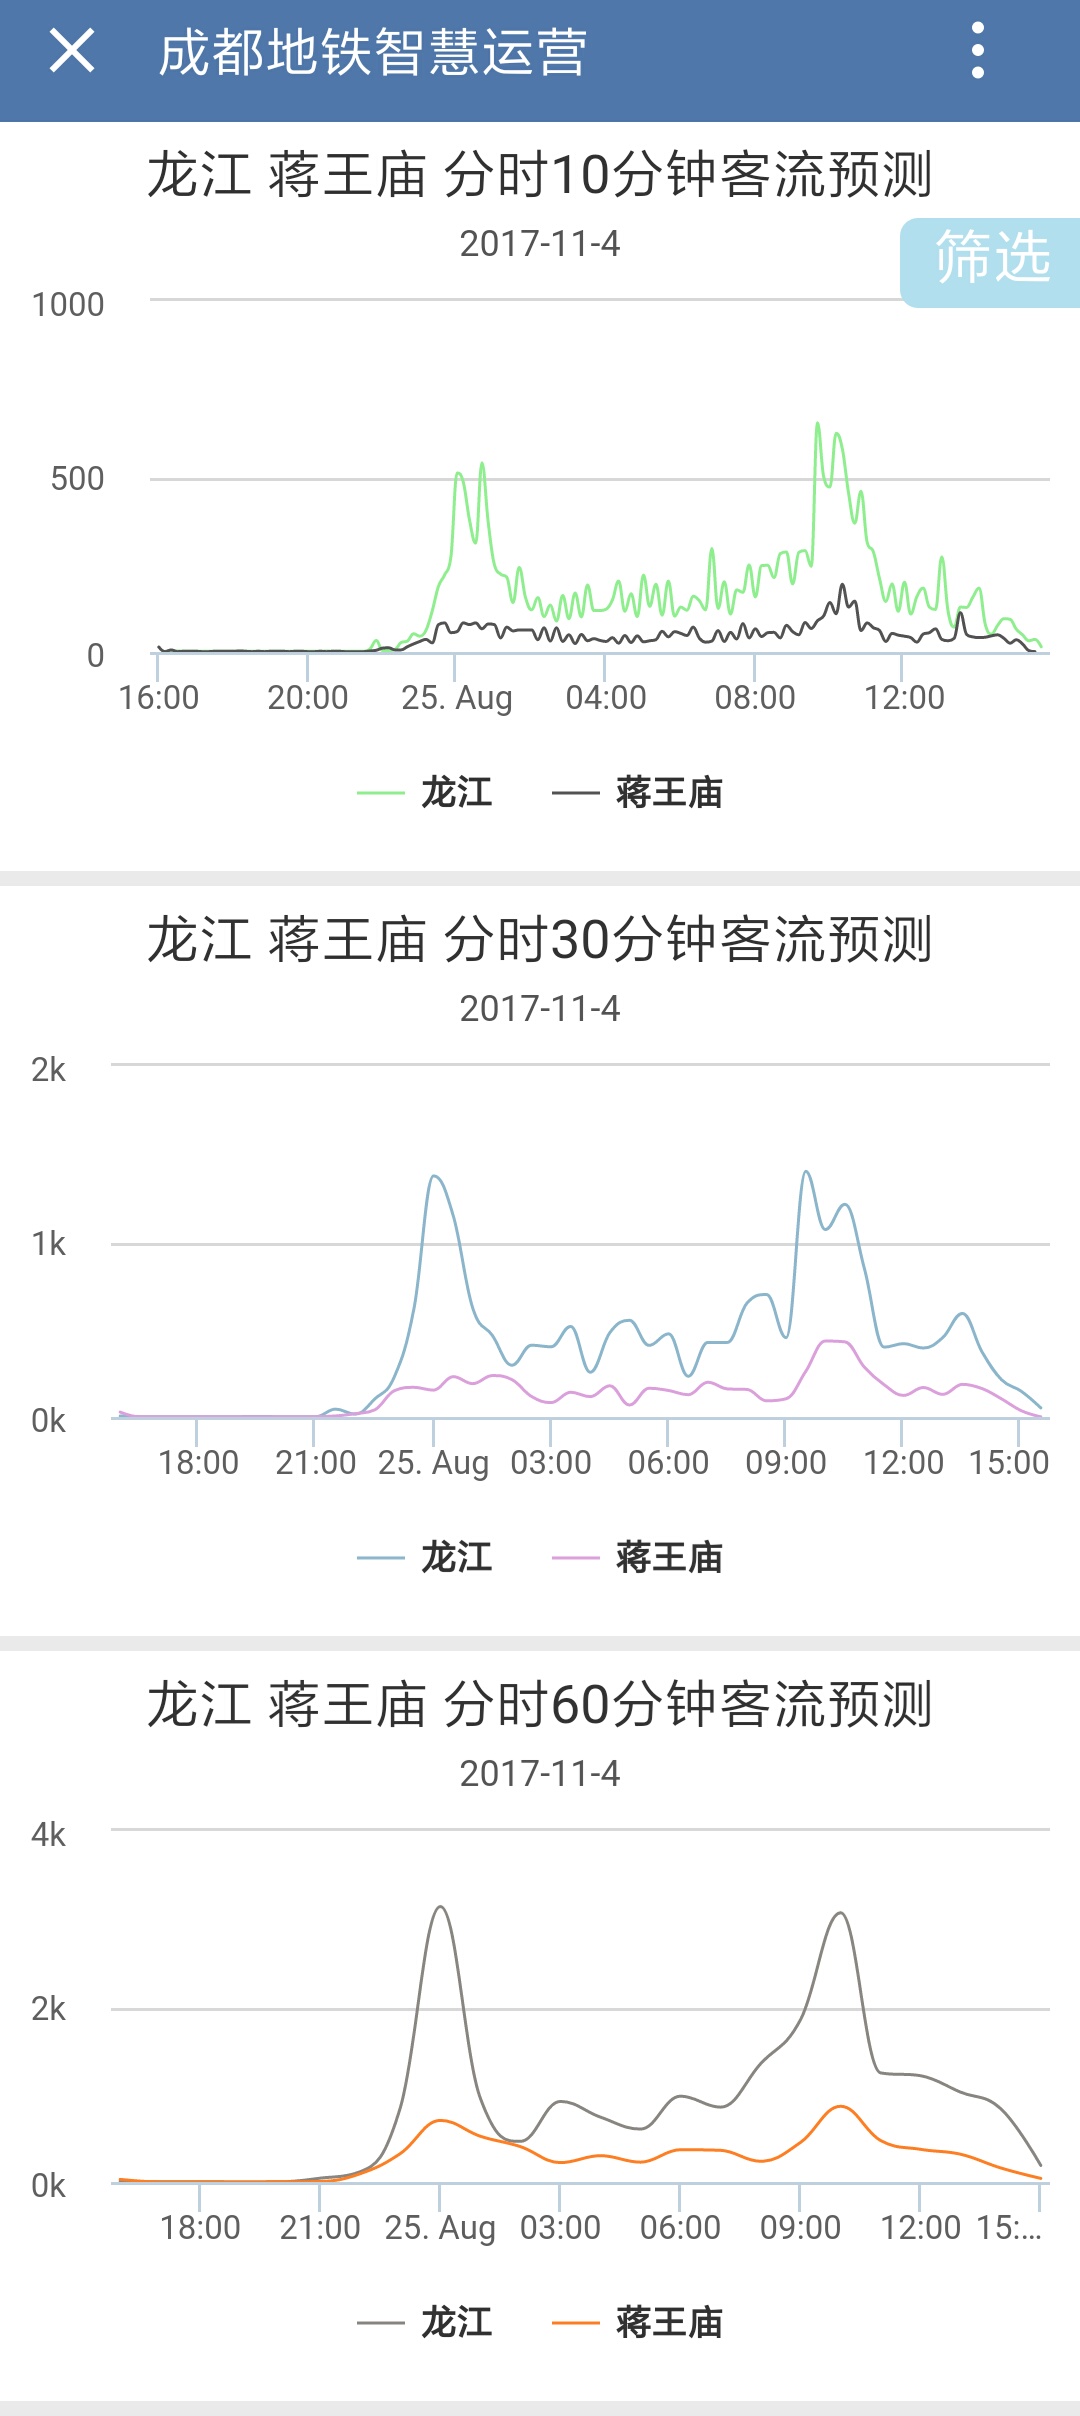 成都地铁智慧运营
龙江 蒋王庙 分时10分钟客流预测
2017-11-4
筛选
1000
500
0
16:00 20:00 25. Aug 04:00 08:00 12:00
龙江 蒋王庙
龙江 蒋王庙 分时30分钟客流预测
2017-11-4
2k
1k
0k
18:00 21:00 25. Aug 03:00 06:00 09:00 12:00 15:00
龙江 蒋王庙
龙江 蒋王庙 分时60分钟客流预测
2017-11-4
4k
2k
0k
18:00 21:00 25. Aug 03:00 06:00 09:00 12:00 15:...
龙江 蒋王庙